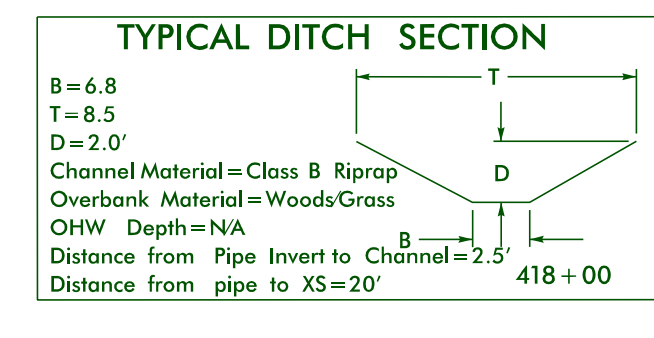 TYPICAL DITCH SECTION
B=6.8
T=8.5
D=2.0'
Channel Material=Class B Riprap
Overbank Material=Woods/Grass
OHW Depth=N/A
Distance from Pipe Invert to Channel=2.5'
Distance from pipe to XS=20'
T
D
B
418+00